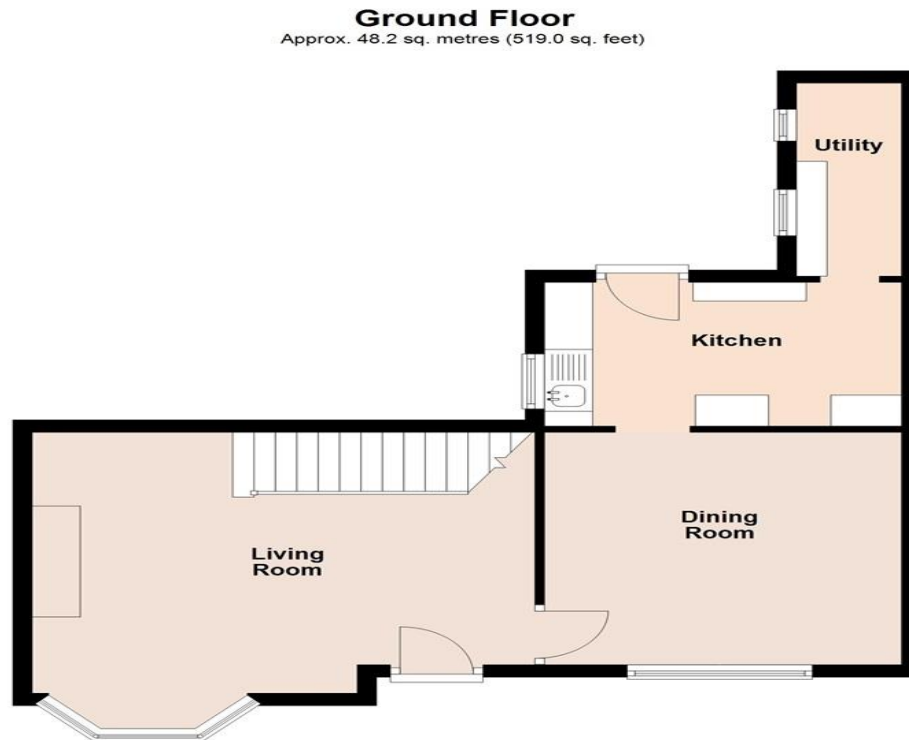 Ground Floor
Approx. 48.2 sq. metres (519.0 sq. feet)
Utility
Kitchen
Dining
Room
Living
Room